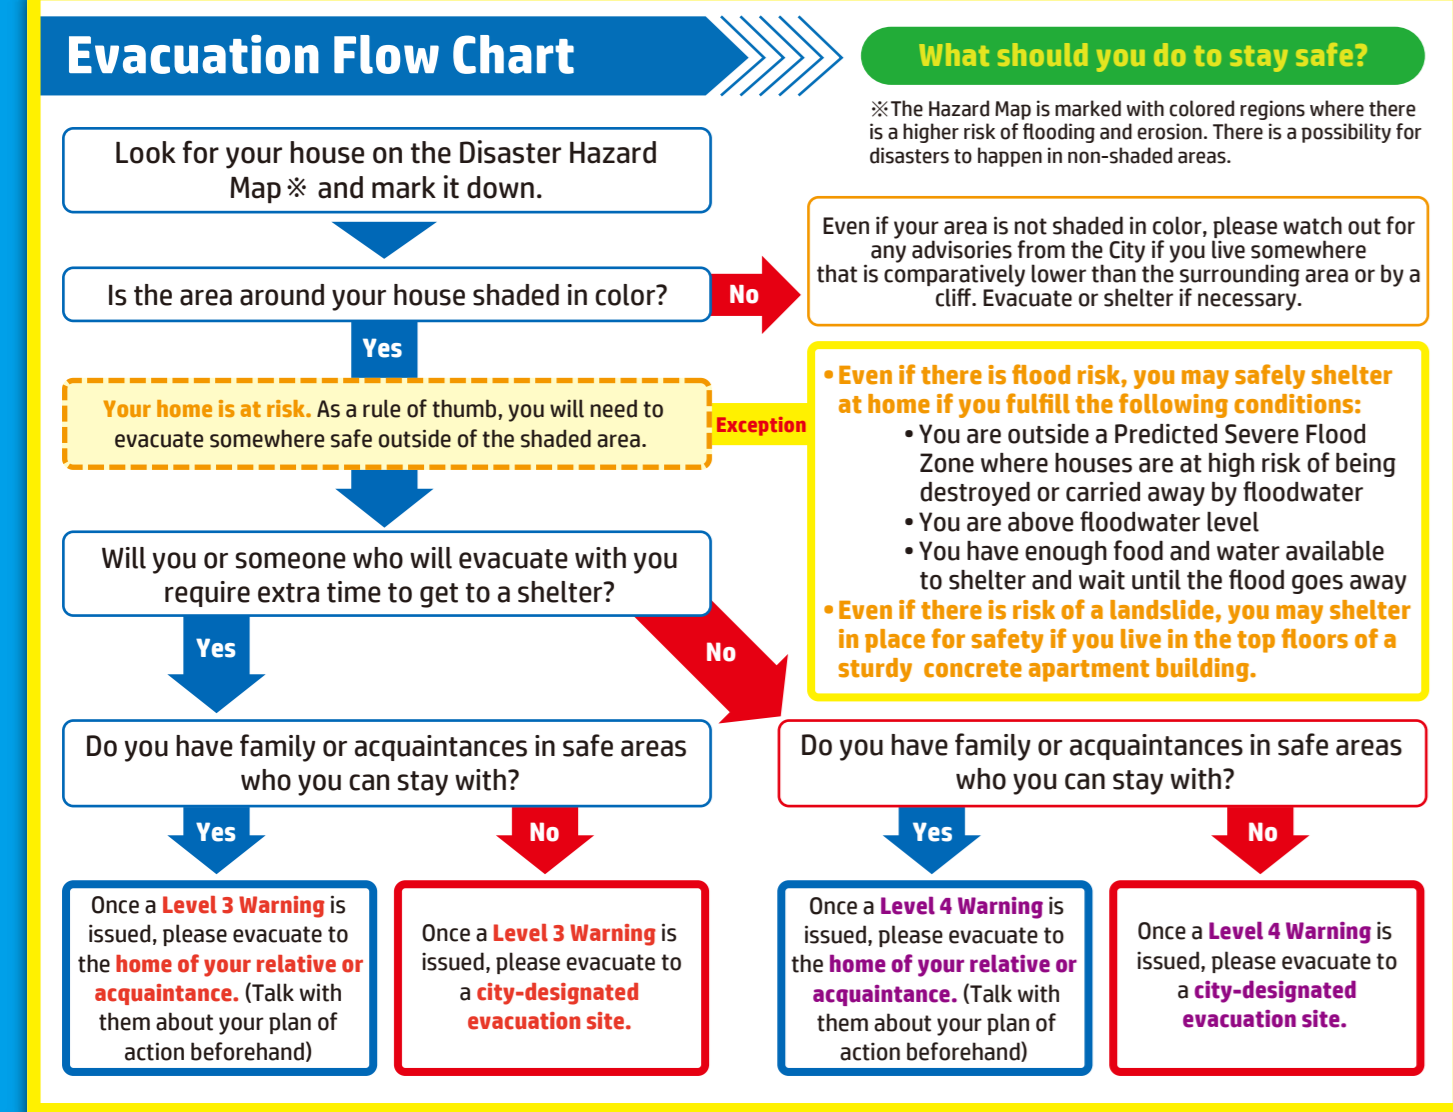 Evacuation Flow Chart
What should you do to stay safe?
※The Hazard Map is marked with colored regions where there
is a higher risk of flooding and erosion. There is a possibility for
disasters to happen in non-shaded areas.
Look for your house on the Disaster Hazard
Map※ and mark it down.
Is the area around your house shaded in color?
No
Even if your area is not shaded in color, please watch out for
any advisories from the City if you live somewhere
that is comparatively lower than the surrounding area or by a
cliff. Evacuate or shelter if necessary.
Yes
Your home is at risk. As a rule of thumb, you will need to
evacuate somewhere safe outside of the shaded area.
Exception
• Even if there is flood risk, you may safely shelter
at home if you fulfill the following conditions:
• You are outside a Predicted Severe Flood
Zone where houses are at high risk of being
destroyed or carried away by floodwater
• You are above floodwater level
• You have enough food and water available
to shelter and wait until the flood goes away
• Even if there is risk of a landslide, you may shelter
in place for safety if you live in the top floors of a
sturdy concrete apartment building.
Will you or someone who will evacuate with you
require extra time to get to a shelter?
Yes
No
Do you have family or acquaintances in safe areas
who you can stay with?
Do you have family or acquaintances in safe areas
who you can stay with?
Yes
No
Yes
No
Once a Level 3 Warning is
issued, please evacuate to
the home of your relative or
acquaintance. (Talk with
them about your plan of
action beforehand)
Once a Level 3 Warning is
issued, please evacuate to
a city-designated
evacuation site.
Once a Level 4 Warning is
issued, please evacuate to
the home of your relative or
acquaintance. (Talk with
them about your plan of
action beforehand)
Once a Level 4 Warning is
issued, please evacuate to
a city-designated
evacuation site.